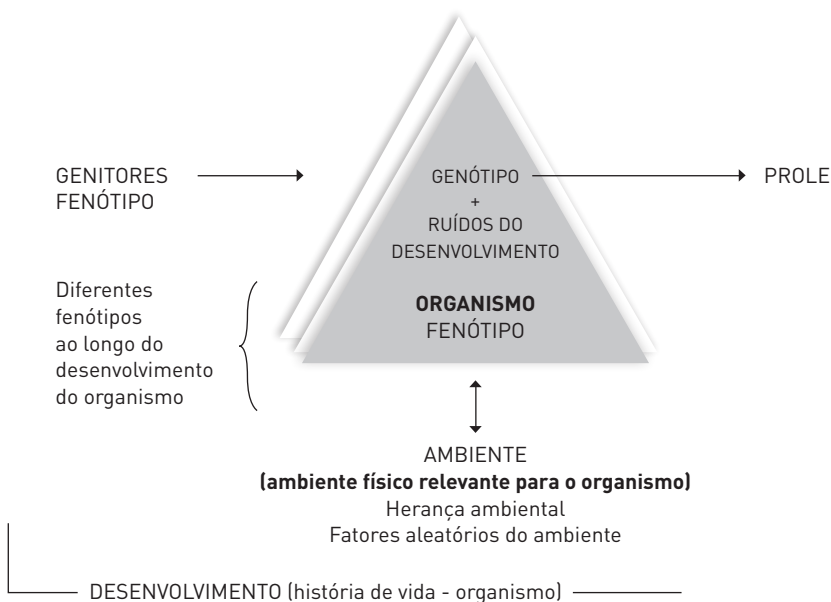 GENITORES
FENÓTIPO
GENÓTIPO
+
RUÍDOS DO
DESENVOLVIMENTO
ORGANISMO
FENÓTIPO
PROLE
Diferentes
fenótipos
ao longo do
desenvolvimento
do organismo
AMBIENTE
(ambiente físico relevante para o organismo)
Herança ambiental
Fatores aleatórios do ambiente
DESENVOLVIMENTO (história de vida - organismo)